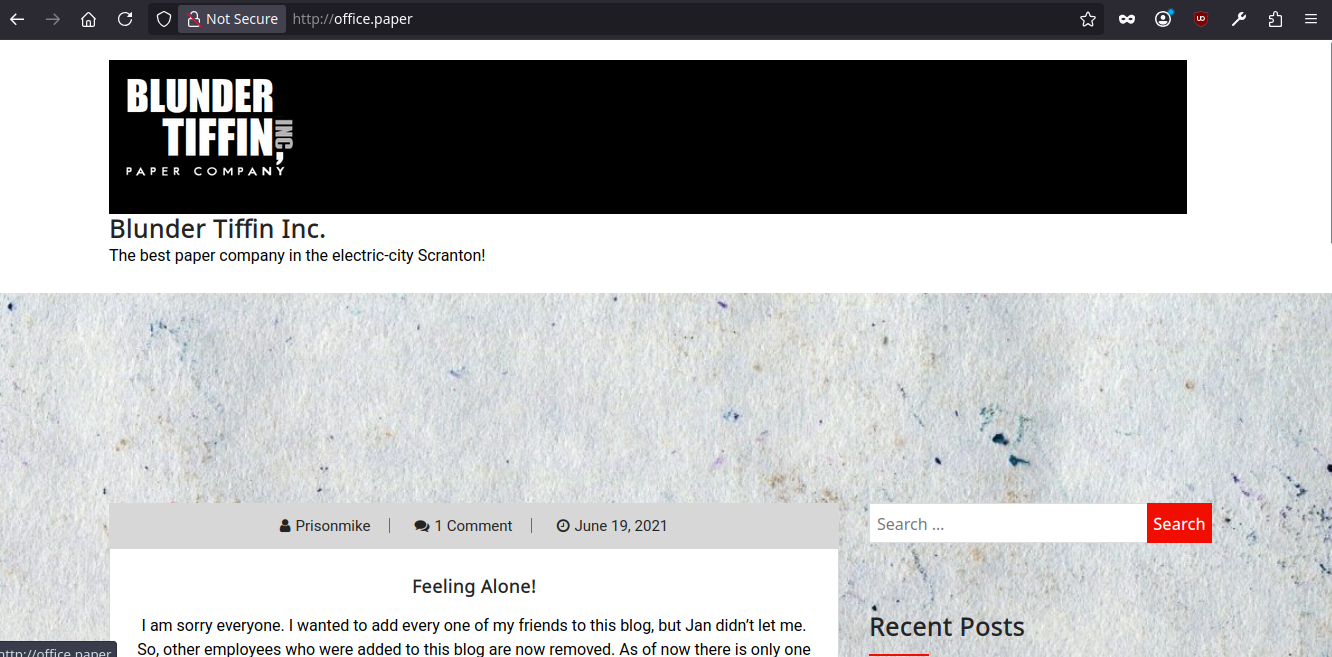 Not Secure http://office.paper
BLUNDER
TIFFIN, INC
PAPER COMPANY
Blunder Tiffin Inc.
The best paper company in the electric-city Scranton!
Prisonmike | 1 Comment | June 19, 2021
Search ... Search
Feeling Alone!
I am sorry everyone. I wanted to add every one of my friends to this blog, but Jan didn’t let me.
So, other employees who were added to this blog are now removed. As of now there is only one
Recent Posts
http://office.paper